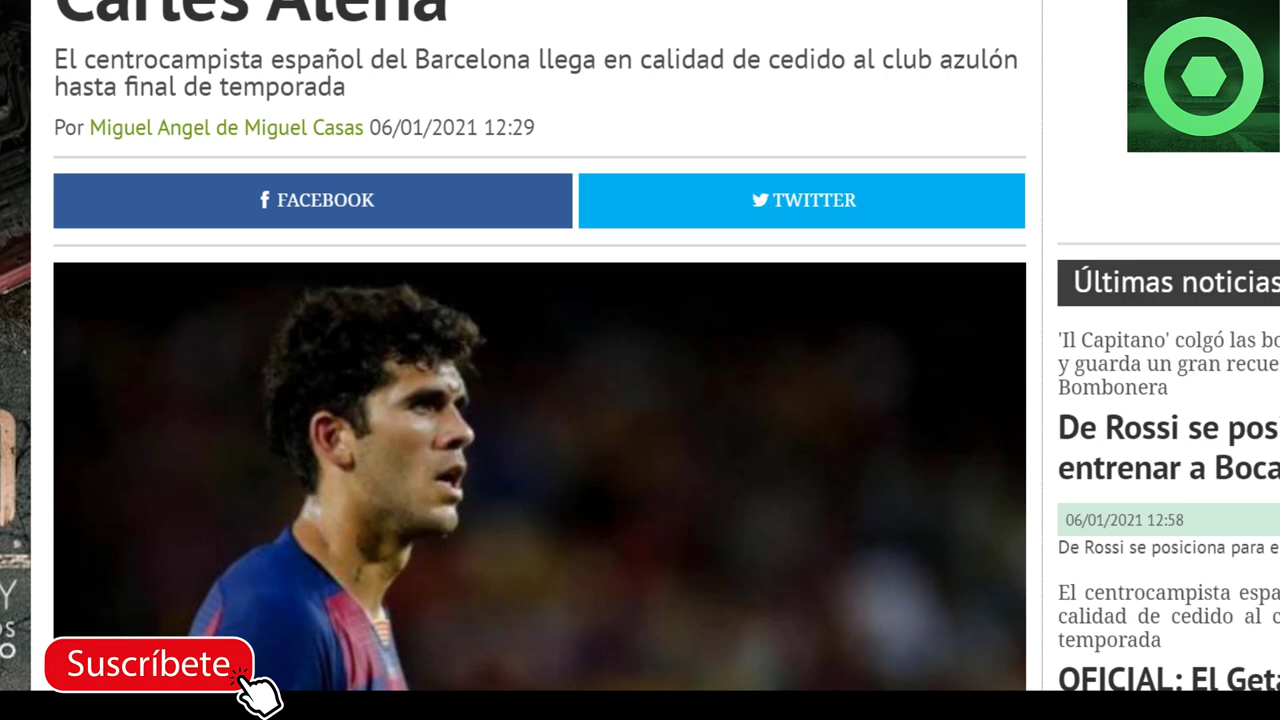 Carles Aleñá
El centrocampista español del Barcelona llega en calidad de cedido al club azulón
hasta final de temporada
Por Miguel Angel de Miguel Casas 06/01/2021 12:29
FACEBOOK
TWITTER
Últimas noticias
'Il Capitano' colgó las bo
y guarda un gran recue
Bombonera
De Rossi se pos
entrenar a Boca
06/01/2021 12:58
De Rossi se posiciona para e
El centrocampista espa
calidad de cedido al c
temporada
OFICIAL: El Geta
Y
OS
O
Suscríbete